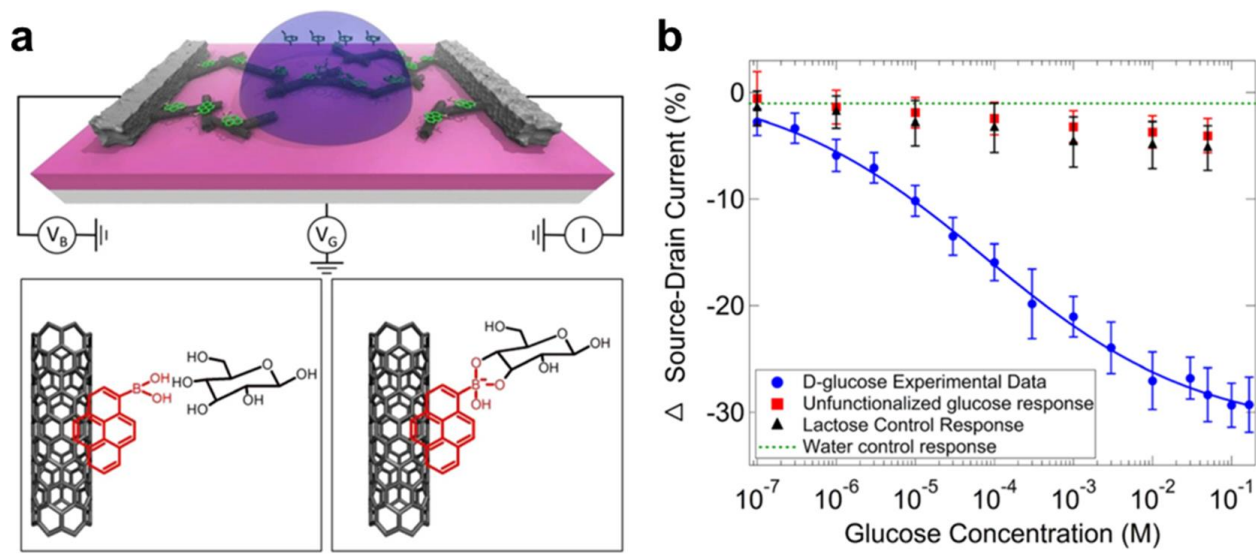 a
V_B
V_G
I
HO
HO
HO
OH
O
OH
B
OH
OH
HO
O
OH
OH
O
B⁻
O
OH
b
0
-10
-20
-30
Δ Source-Drain Current (%)
D-glucose Experimental Data
Unfunctionalized glucose response
Lactose Control Response
Water control response
10⁻⁷ 10⁻⁶ 10⁻⁵ 10⁻⁴ 10⁻³ 10⁻² 10⁻¹
Glucose Concentration (M)